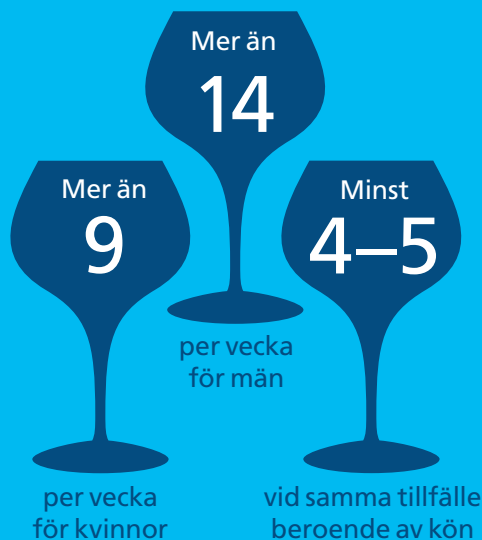 Mer än
14
per vecka
för män
Mer än
9
per vecka
för kvinnor
Minst
4–5
vid samma tillfälle
beroende av kön